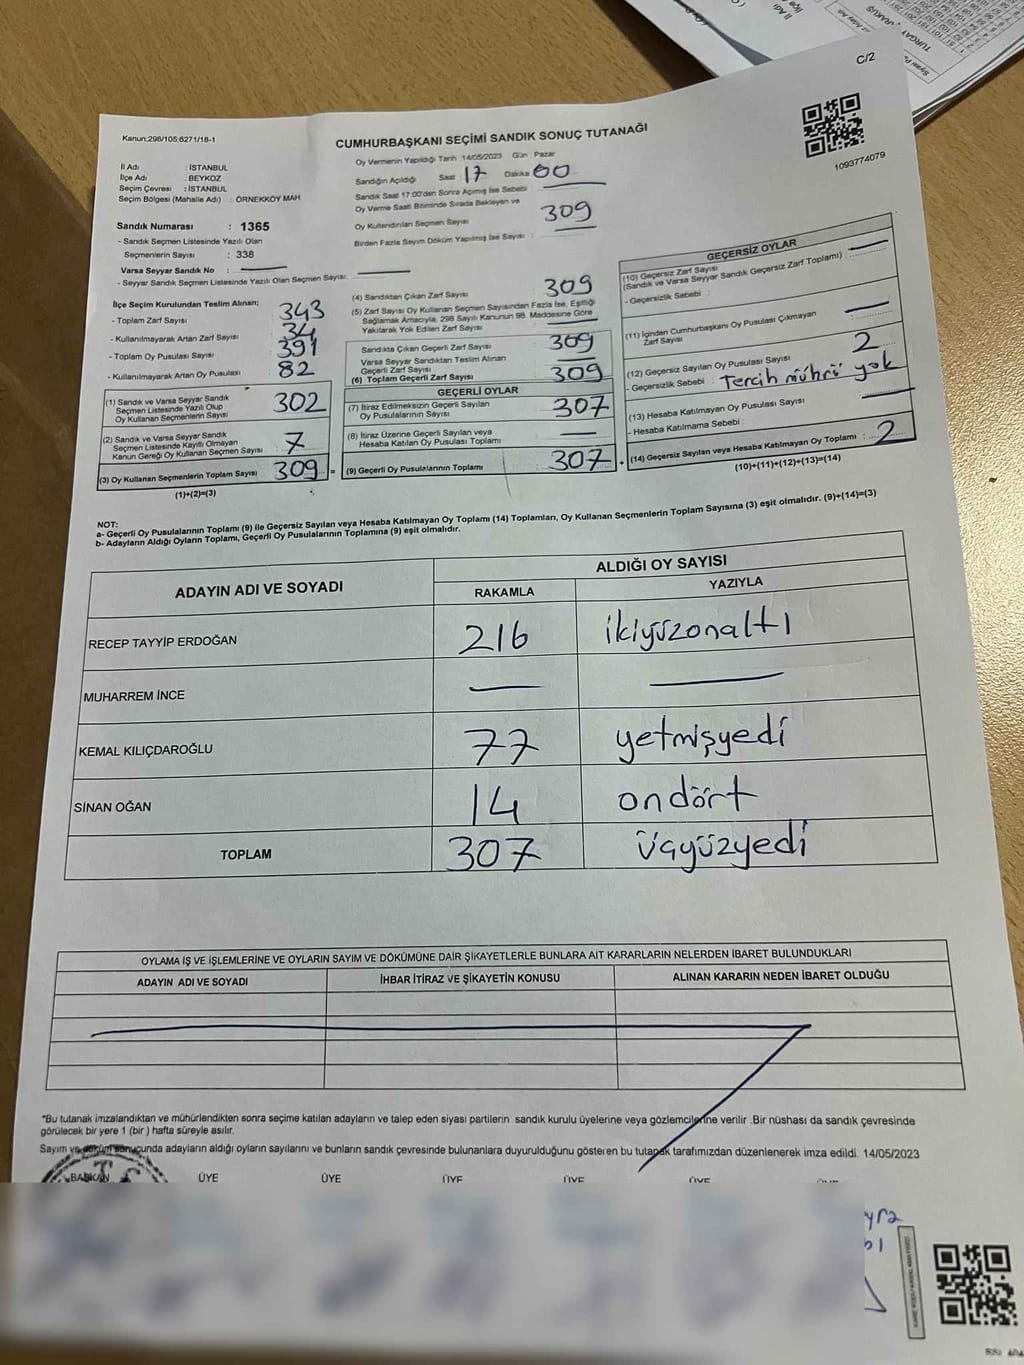 C/2
Kanun:296/105;6271/18-1
CUMHURBAŞKANI SEÇİMİ SANDIK SONUÇ TUTANAĞI
1093774079
İl Adı : İSTANBUL
İlçe Adı : BEYKOZ
Seçim Çevresi : İSTANBUL
Seçim Bölgesi (Mahalle Adı) : ÖRNEKKÖY MAH
Sandık Numarası : 1365
- Sandık Seçmen Listesinde Yazılı Olan
Seçmenlerin Sayısı : 338
Varsa Seyyar Sandık No :
- Seyyar Sandık Seçmen Listesinde Yazılı Olan Seçmen Sayısı:
Oy Vermenin Yapıldığı Tarih :14/05/2023 Gün : Pazar
Sandığın Açıldığı Saat : 17 Dakika : 00
Sandık Saat 17:00'den Sonra Açımış İse Sebebi :
Oy Verme Saati Bitiminde Sırada Bekleyen ve
Oy Kullandırılan Seçmen Sayısı : 309
Birden Fazla Sayım Döküm Yapılmış İse Sayısı :
İlçe Seçim Kurulundan Teslim Alınan;
- Toplam Zarf Sayısı : 343
- Kullanılmayarak Artan Zarf Sayısı : 34
- Toplam Oy Pusulası Sayısı : 391
- Kullanılmayarak Artan Oy Pusulası : 82
(1) Sandık ve Varsa Seyyar Sandık
Seçmen Listesinde Yazılı Olup
Oy Kullanan Seçmenlerin Sayısı : 302
(2) Sandık ve Varsa Seyyar Sandık
Seçmen Listesinde Kayıtlı Olmayan
Kanun Gereği Oy Kullanan Seçmen Sayısı : 7
(3) Oy Kullanan Seçmenlerin Toplam Sayısı : 309 =
(1)+(2)=(3)
(4) Sandıktan Çıkan Zarf Sayısı : 309
(5) Zarf Sayısı Oy Kullanan Seçmen Sayısından Fazla İse, Eşitliği
Sağlamak Amacıyla, 298 Sayılı Kanunun 98. Maddesine Göre
Yakılarak Yok Edilen Zarf Sayısı :
Sandıkta Çıkan Geçerli Zarf Sayısı : 309
Varsa Seyyar Sandıktan Teslim Alınan
Geçerli Zarf Sayısı :
(6) Toplam Geçerli Zarf Sayısı : 309
GEÇERLİ OYLAR
(7) İtiraz Edilmeksizin Geçerli Sayılan
Oy Pusulalarının Sayısı : 307
(8) İtiraz Üzerine Geçerli Sayılan veya
Hesaba Katılan Oy Pusulası Toplamı :
(9) Geçerli Oy Pusulalarının Toplamı : 307 +
GEÇERSİZ OYLAR
(10) Geçersiz Zarf Sayısı
(Sandık ve Varsa Seyyar Sandık Geçersiz Zarf Toplamı) :
- Geçersizlik Sebebi :
(11) İçinden Cumhurbaşkanı Oy Pusulası Çıkmayan
Zarf Sayısı :
(12) Geçersiz Sayılan Oy Pusulası Sayısı : 2
- Geçersizlik Sebebi : Tercih mührü yok
(13) Hesaba Katılmayan Oy Pusulası Sayısı :
- Hesaba Katılmama Sebebi :
(14) Geçersiz Sayılan veya Hesaba Katılmayan Oy Toplamı : 2
(10)+(11)+(12)+(13)=(14)
NOT:
a- Geçerli Oy Pusulalarının Toplamı (9) ile Geçersiz Sayılan veya Hesaba Katılmayan Oy Toplamı (14) Toplamları, Oy Kullanan Seçmenlerin Toplam Sayısına (3) eşit olmalıdır. (9)+(14)=(3)
b- Adayların Aldığı Oyların Toplamı, Geçerli Oy Pusulalarının Toplamına (9) eşit olmalıdır.
ADAYIN ADI VE SOYADI
ALDIĞI OY SAYISI
RAKAMLA YAZIYLA
RECEP TAYYİP ERDOĞAN 216 ikiyüzonaltı
MUHARREM İNCE
KEMAL KILIÇDAROĞLU 77 yetmişyedi
SİNAN OĞAN 14 ondört
TOPLAM 307 üçyüzyedi
OYLAMA İŞ VE İŞLEMLERİNE VE OYLARIN SAYIM VE DÖKÜMÜNE DAİR ŞİKAYETLERLE BUNLARA AİT KARARLARIN NELERDEN İBARET BULUNDUKLARI
ADAYIN ADI VE SOYADI İHBAR İTİRAZ VE ŞİKAYETİN KONUSU ALINAN KARARIN NEDEN İBARET OLDUĞU
*Bu tutanak imzalandıktan ve mühürlendikten sonra seçime katılan adayların ve talep eden siyasi partilerin sandık kurulu üyelerine veya gözlemcilerine verilir .Bir nüshası da sandık çevresinde
görülecek bir yere 1 (bir ) hafta süreyle asılır.
Sayım ve döküm sonucunda adayların aldığı oyların sayılarını ve bunların sandık çevresinde bulunanlara duyurulduğunu gösteren bu tutanak tarafımızdan düzenlenerek imza edildi. 14/05/2023
BAŞKAN ÜYE ÜYE ÜYE ÜYE ÜYE